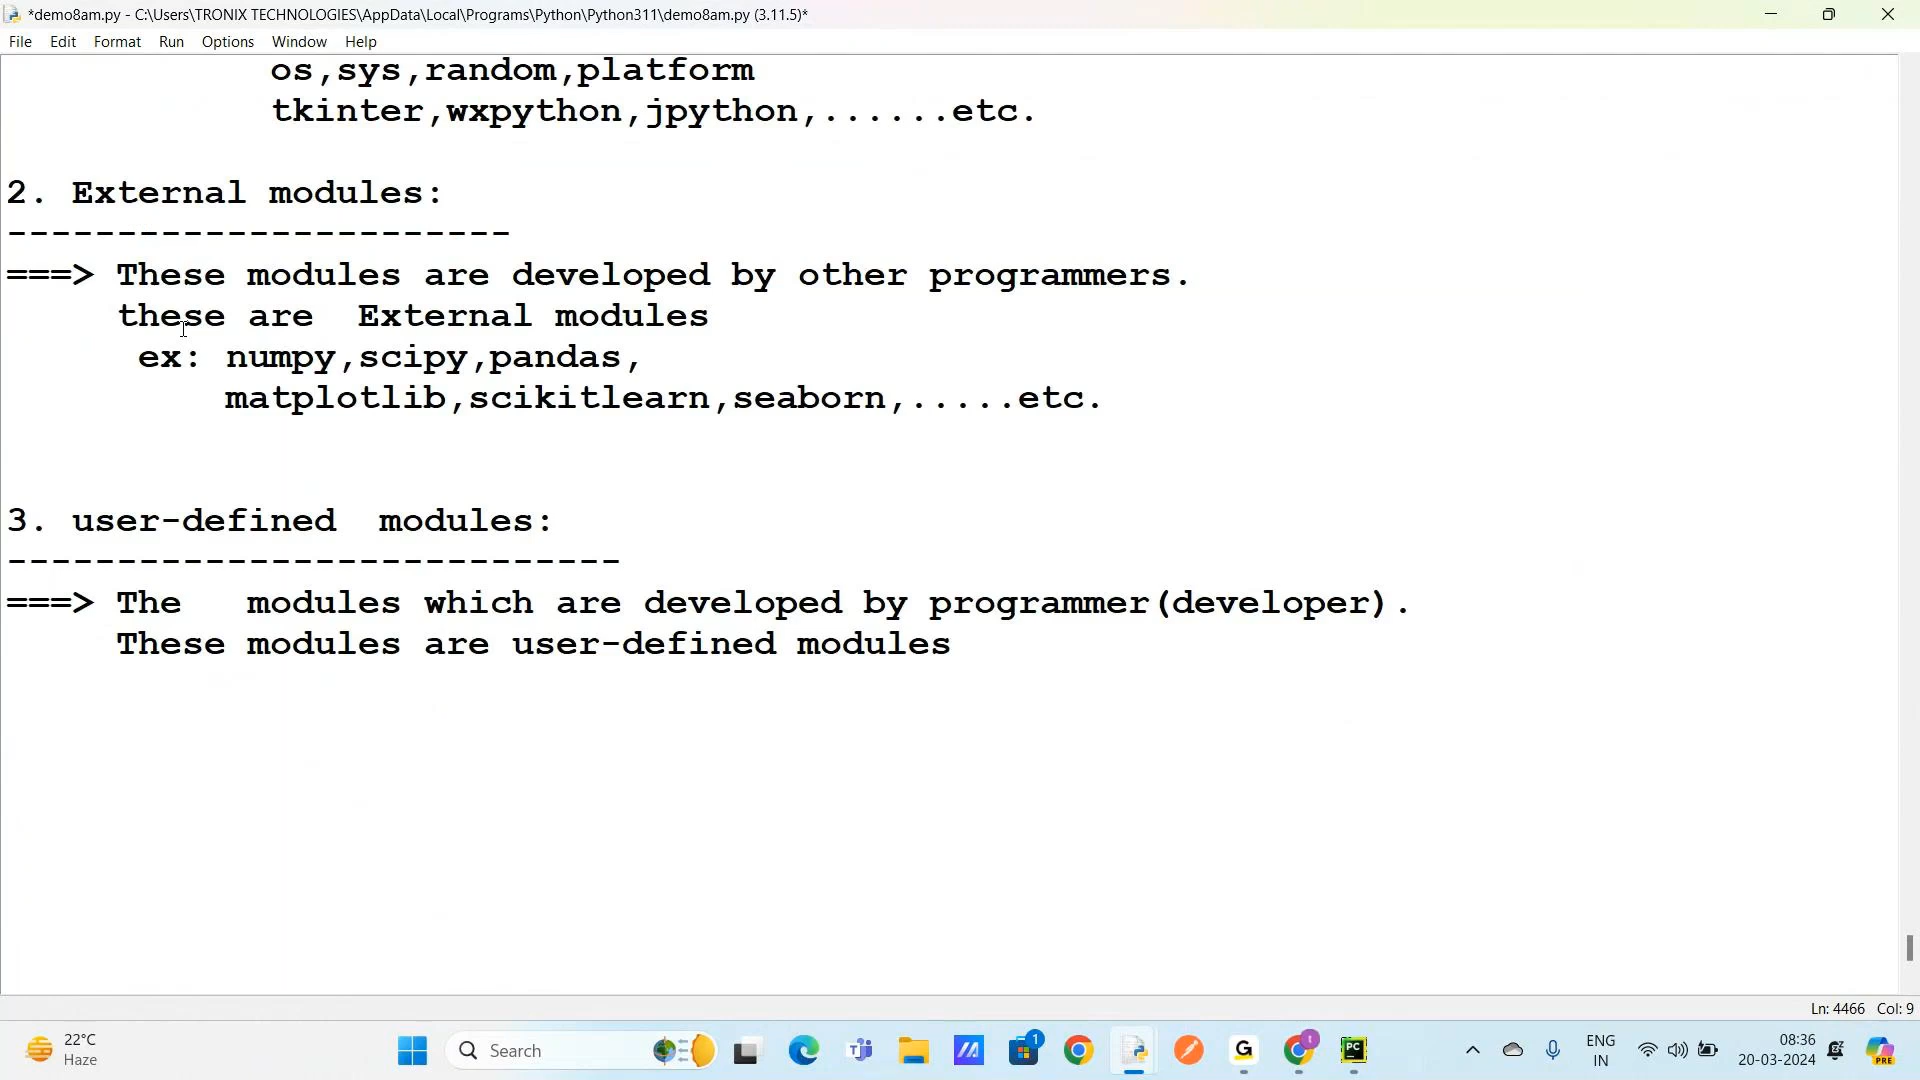 *demo8am.py - C:\Users\TRONIX TECHNOLOGIES\AppData\Local\Programs\Python\Python311\demo8am.py (3.11.5)*
File Edit Format Run Options Window Help
os,sys,random,platform
tkinter,wxpython,jpython,......etc.
2. External modules:
-----------------------
===> These modules are developed by other programmers.
these are  External modules
ex: numpy,scipy,pandas,
matplotlib,scikitlearn,seaborn,.....etc.
3. user-defined  modules:
----------------------------
===> The   modules which are developed by programmer(developer).
These modules are user-defined modules
Ln: 4466 Col: 9
22°C
Haze
Search
1
G
t
PC
ENG
IN
08:36
20-03-2024
PRE